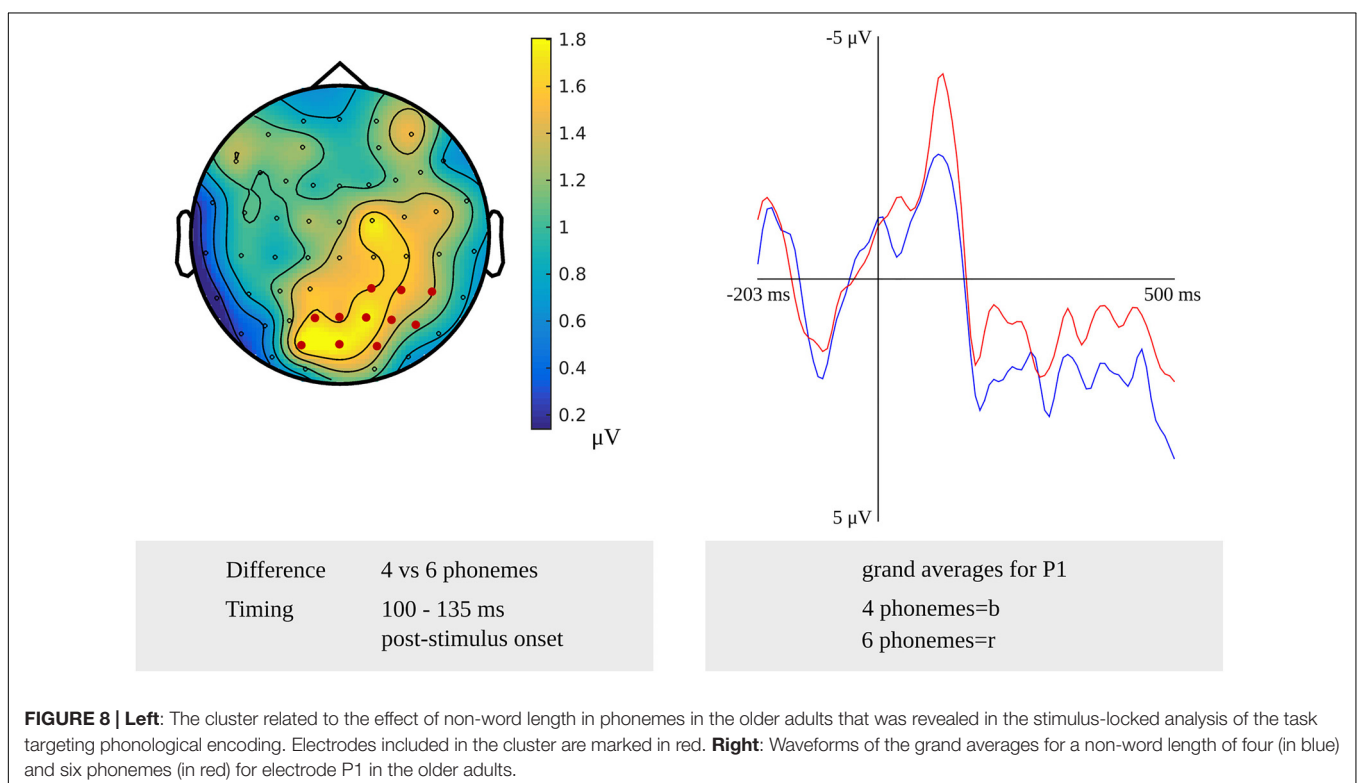 1.8
1.6
1.4
1.2
1
0.8
0.6
0.4
0.2
μV
-5 μV
-203 ms
500 ms
5 μV
Difference 4 vs 6 phonemes
Timing 100 - 135 ms
post-stimulus onset
grand averages for P1
4 phonemes=b
6 phonemes=r
FIGURE 8 | Left: The cluster related to the effect of non-word length in phonemes in the older adults that was revealed in the stimulus-locked analysis of the task
targeting phonological encoding. Electrodes included in the cluster are marked in red. Right: Waveforms of the grand averages for a non-word length of four (in blue)
and six phonemes (in red) for electrode P1 in the older adults.